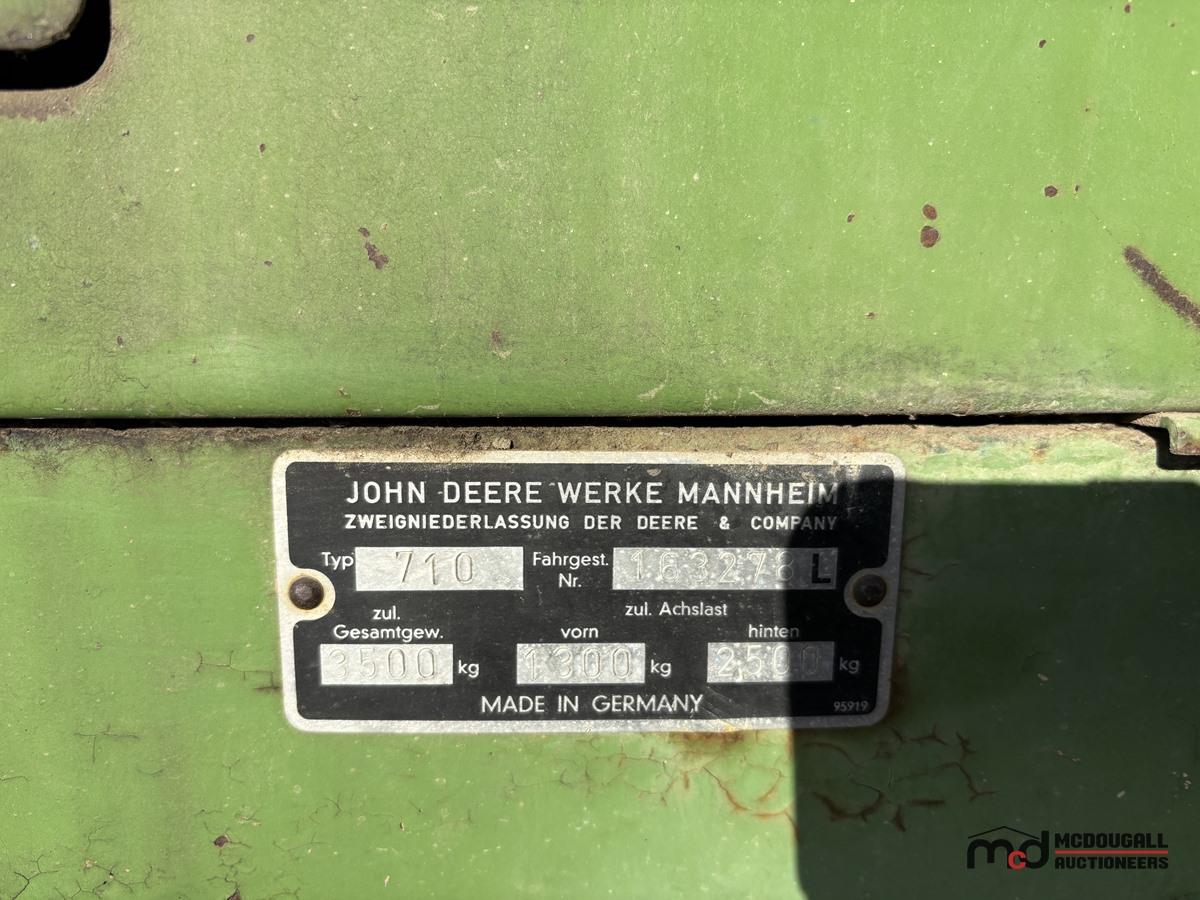 JOHN DEERE WERKE MANNHEIM
ZWEIGNIEDERLASSUNG DER DEERE & COMPANY
Typ 710 Fahrgest. Nr. 163278 L
zul. Gesamtgew. zul. Achslast
vorn hinten
3500 kg 1300 kg 2500 kg
MADE IN GERMANY 95919
mcd MCDOUGALL
AUCTIONEERS